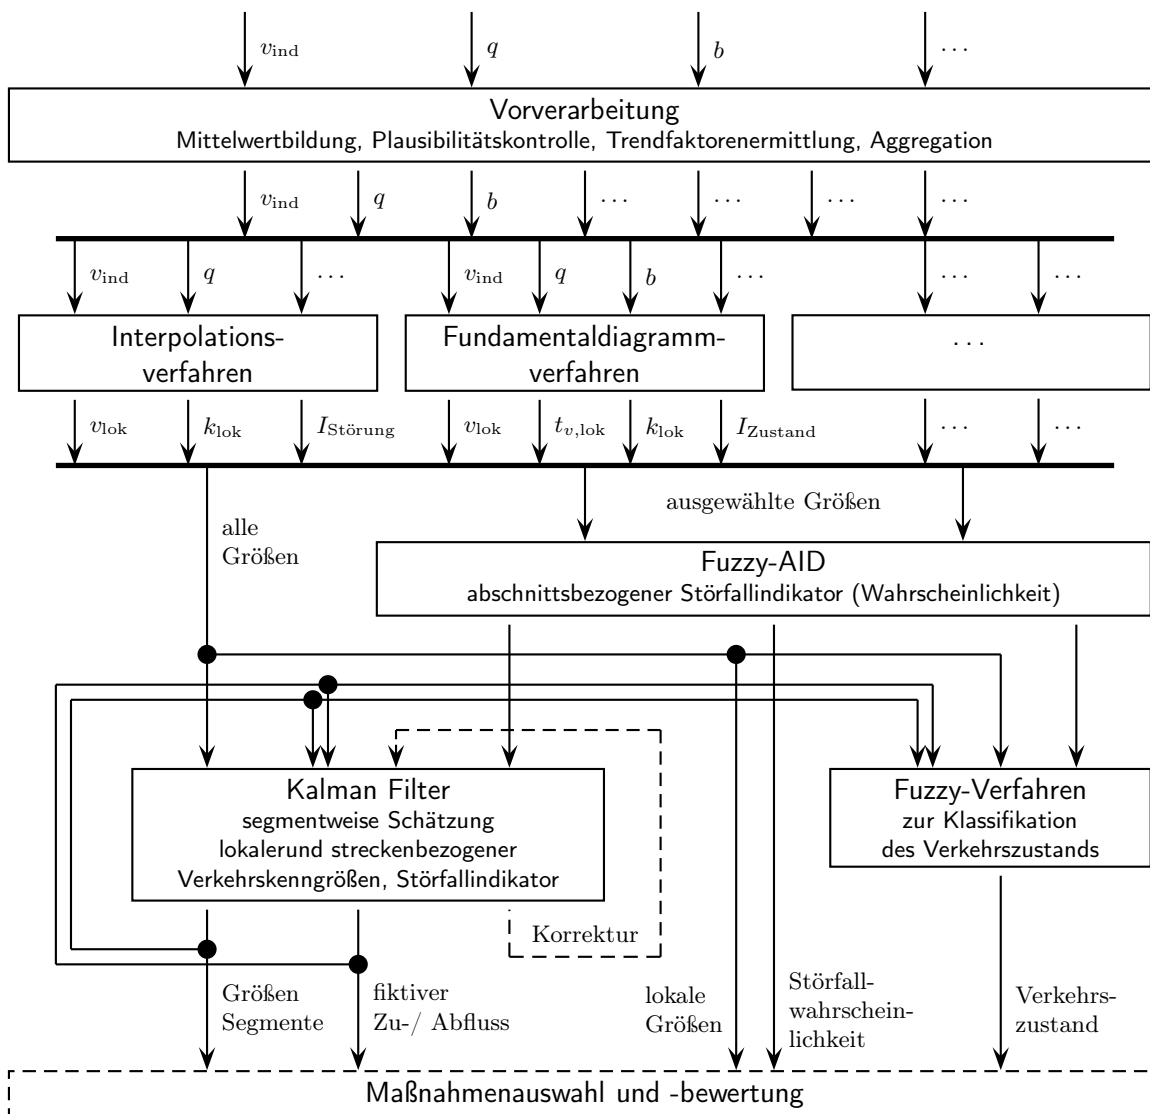 v_ind q b ...
Vorverarbeitung
Mittelwertbildung, Plausibilitätskontrolle, Trendfaktorenermittlung, Aggregation
v_ind q b ... ... ... ...
v_ind q ... v_ind q b ... ... ...
Interpolations-
verfahren
Fundamentaldiagramm-
verfahren
...
v_lok k_lok I_Störung v_lok t_v,lok k_lok I_Zustand ... ...
alle
Größen
ausgewählte Größen
Fuzzy-AID
abschnittsbezogener Störfallindikator (Wahrscheinlichkeit)
Kalman Filter
segmentweise Schätzung
lokalerund streckenbezogener
Verkehrskenngrößen, Störfallindikator
Fuzzy-Verfahren
zur Klassifikation
des Verkehrszustands
Korrektur
Größen
Segmente
fiktiver
Zu-/ Abfluss
lokale
Größen
Störfall-
wahrschein-
lichkeit
Verkehrs-
zustand
Maßnahmenauswahl und -bewertung